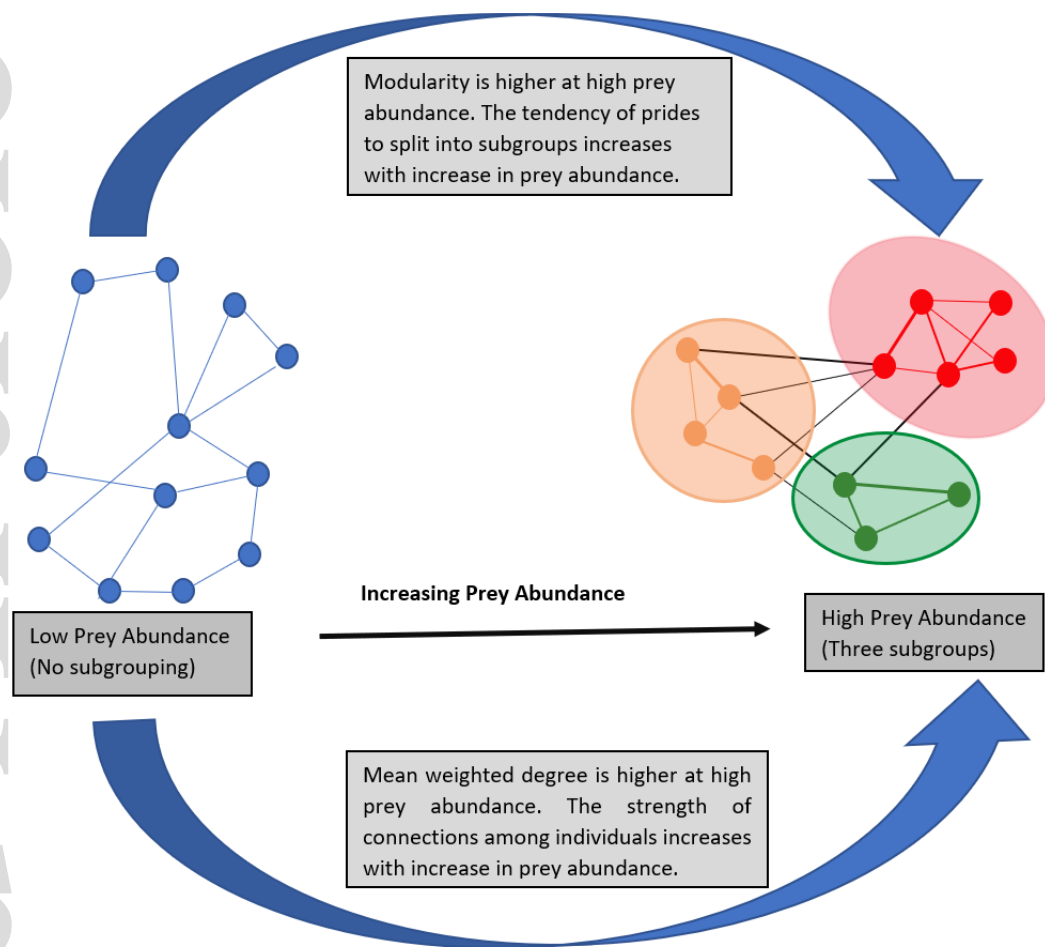 Modularity is higher at high prey
abundance. The tendency of prides
to split into subgroups increases
with increase in prey abundance.
Increasing Prey Abundance
Low Prey Abundance
(No subgrouping)
High Prey Abundance
(Three subgroups)
Mean weighted degree is higher at high
prey abundance. The strength of
connections among individuals increases
with increase in prey abundance.